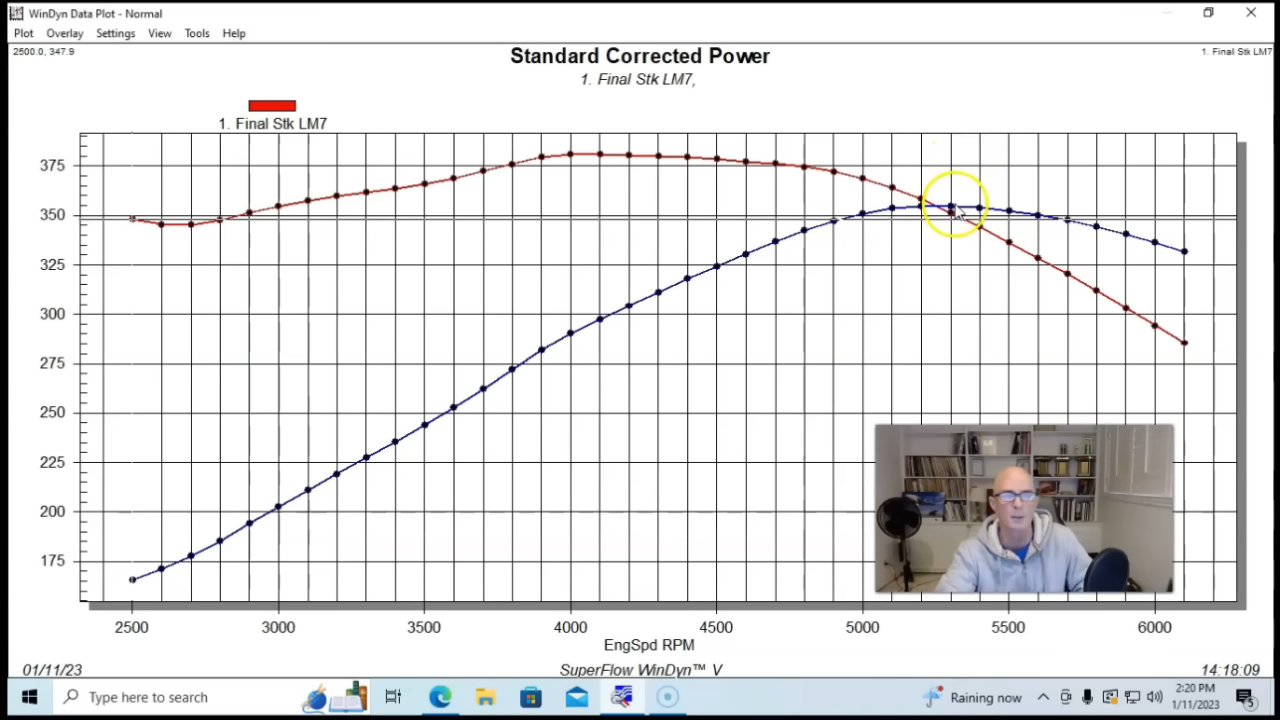 WinDyn Data Plot - Normal
Plot Overlay Settings View Tools Help
2500.0, 347.9
1. Final Stk LM7
Standard Corrected Power
1. Final Stk LM7,
1. Final Stk LM7
375
350
325
300
275
250
225
200
175
2500 3000 3500 4000 4500 5000 5500 6000
EngSpd RPM
01/11/23 SuperFlow WinDyn™ V 14:18:09
Type here to search
Raining now
2:20 PM
1/11/2023
5